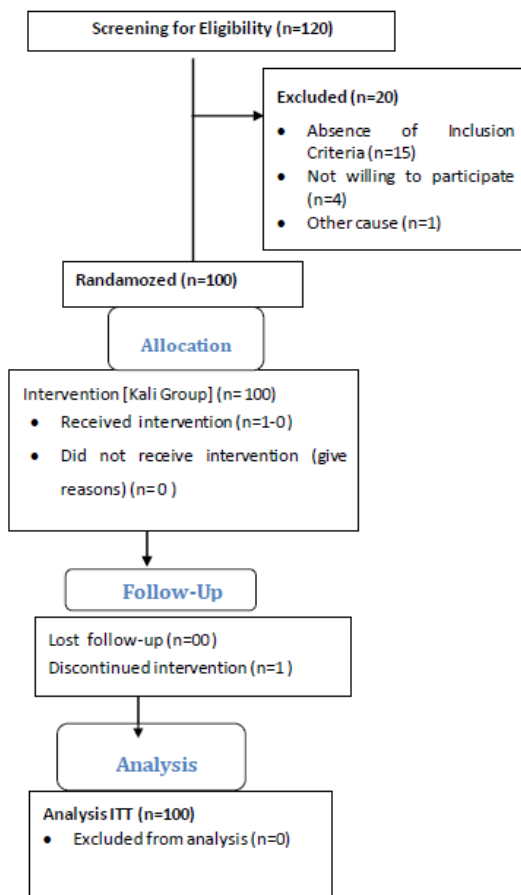 Screening for Eligibility (n=120)
Excluded (n=20)
• Absence of Inclusion
Criteria (n=15)
• Not willing to participate
(n=4)
• Other cause (n=1)
Randamozed (n=100)
Allocation
Intervention [Kali Group] (n= 100)
• Received intervention (n=1-0)
• Did not receive intervention (give
reasons) (n= 0 )
Follow-Up
Lost follow-up (n=00)
Discontinued intervention (n=1 )
Analysis
Analysis ITT (n=100)
• Excluded from analysis (n=0)